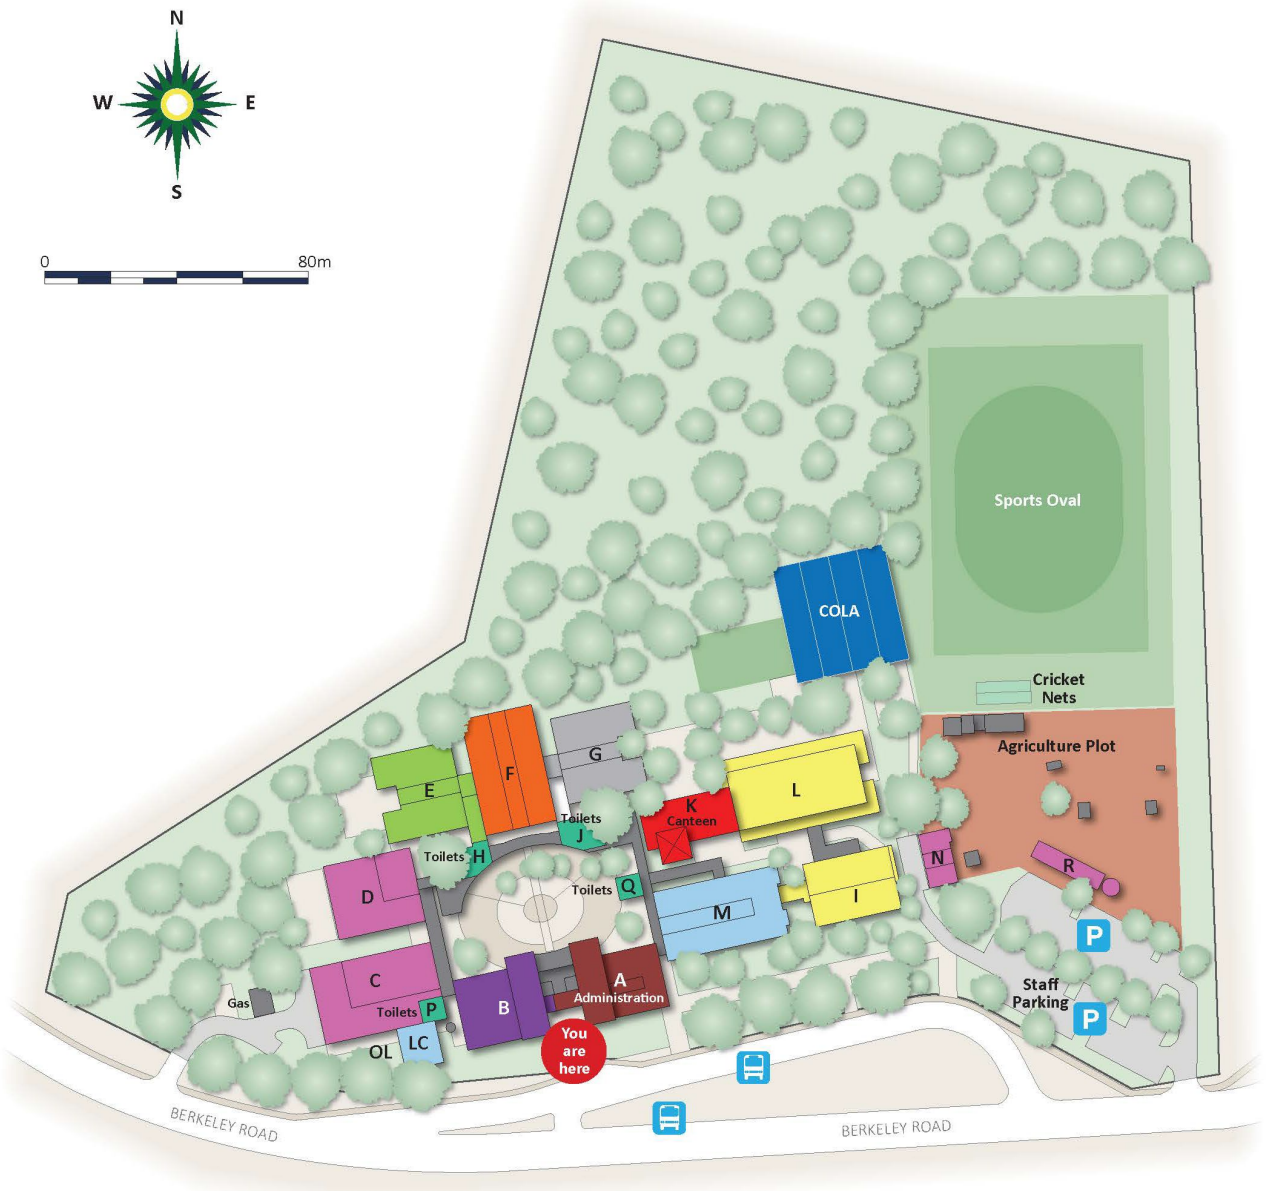 N
W
E
S
0
80m
Sports Oval
COLA
Cricket
Nets
Agriculture Plot
G
F
E
L
K
Canteen
Toilets
J
Toilets
H
N
R
Toilets
Q
D
I
M
P
C
A
Administration
Staff
Parking
Gas
Toilets
P
B
P
You
are
here
OL
LC
BERKELEY ROAD
BERKELEY ROAD